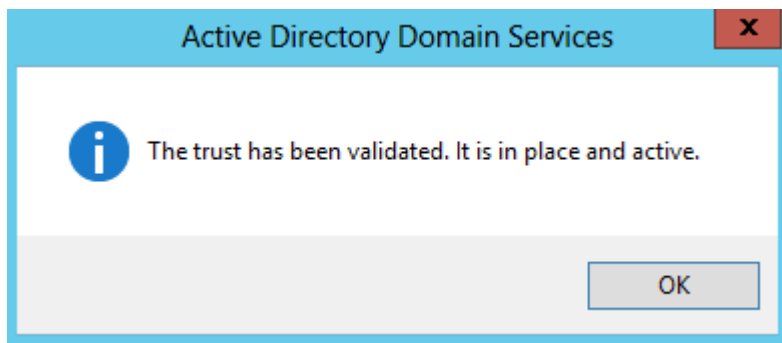 Active Directory Domain Services
x
The trust has been validated. It is in place and active.
OK